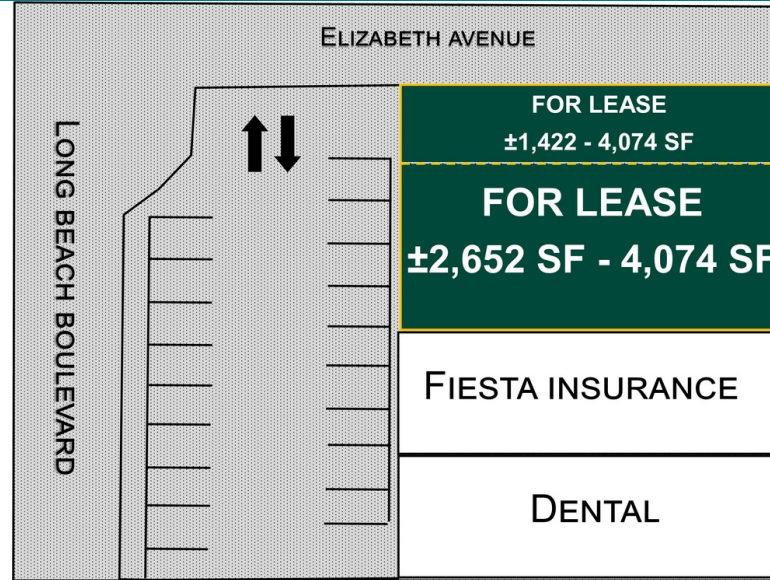 ELIZABETH AVENUE
LONG BEACH BOULEVARD
FOR LEASE
±1,422 - 4,074 SF
FOR LEASE
±2,652 SF - 4,074 SF
FIESTA INSURANCE
DENTAL